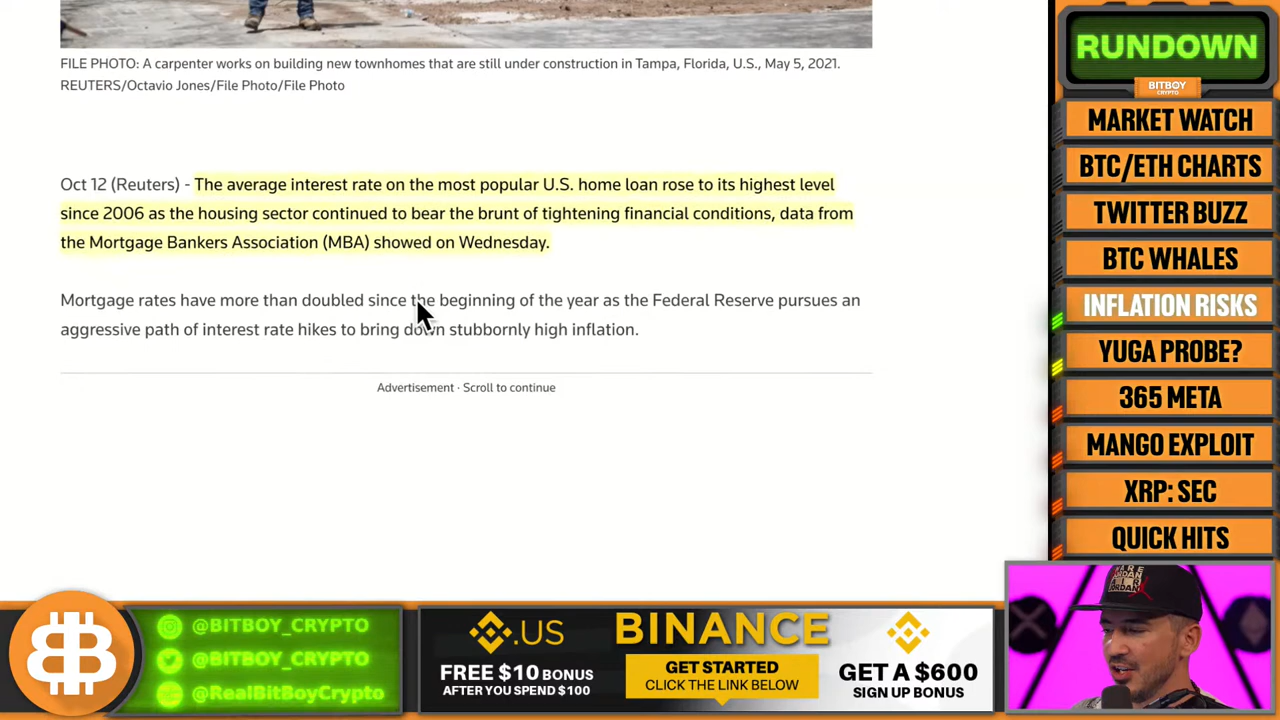 FILE PHOTO: A carpenter works on building new townhomes that are still under construction in Tampa, Florida, U.S., May 5, 2021.
REUTERS/Octavio Jones/File Photo/File Photo
Oct 12 (Reuters) - The average interest rate on the most popular U.S. home loan rose to its highest level
since 2006 as the housing sector continued to bear the brunt of tightening financial conditions, data from
the Mortgage Bankers Association (MBA) showed on Wednesday.
Mortgage rates have more than doubled since the beginning of the year as the Federal Reserve pursues an
aggressive path of interest rate hikes to bring down stubbornly high inflation.
Advertisement · Scroll to continue
RUNDOWN
BITBOY
CRYPTO
MARKET WATCH
BTC/ETH CHARTS
TWITTER BUZZ
BTC WHALES
INFLATION RISKS
YUGA PROBE?
365 META
MANGO EXPLOIT
XRP: SEC
QUICK HITS
@BITBOY_CRYPTO
@BITBOY_CRYPTO
@RealBitBoyCrypto
.US
FREE $10 BONUS
AFTER YOU SPEND $100
BINANCE
GET STARTED
CLICK THE LINK BELOW
GET A $600
SIGN UP BONUS